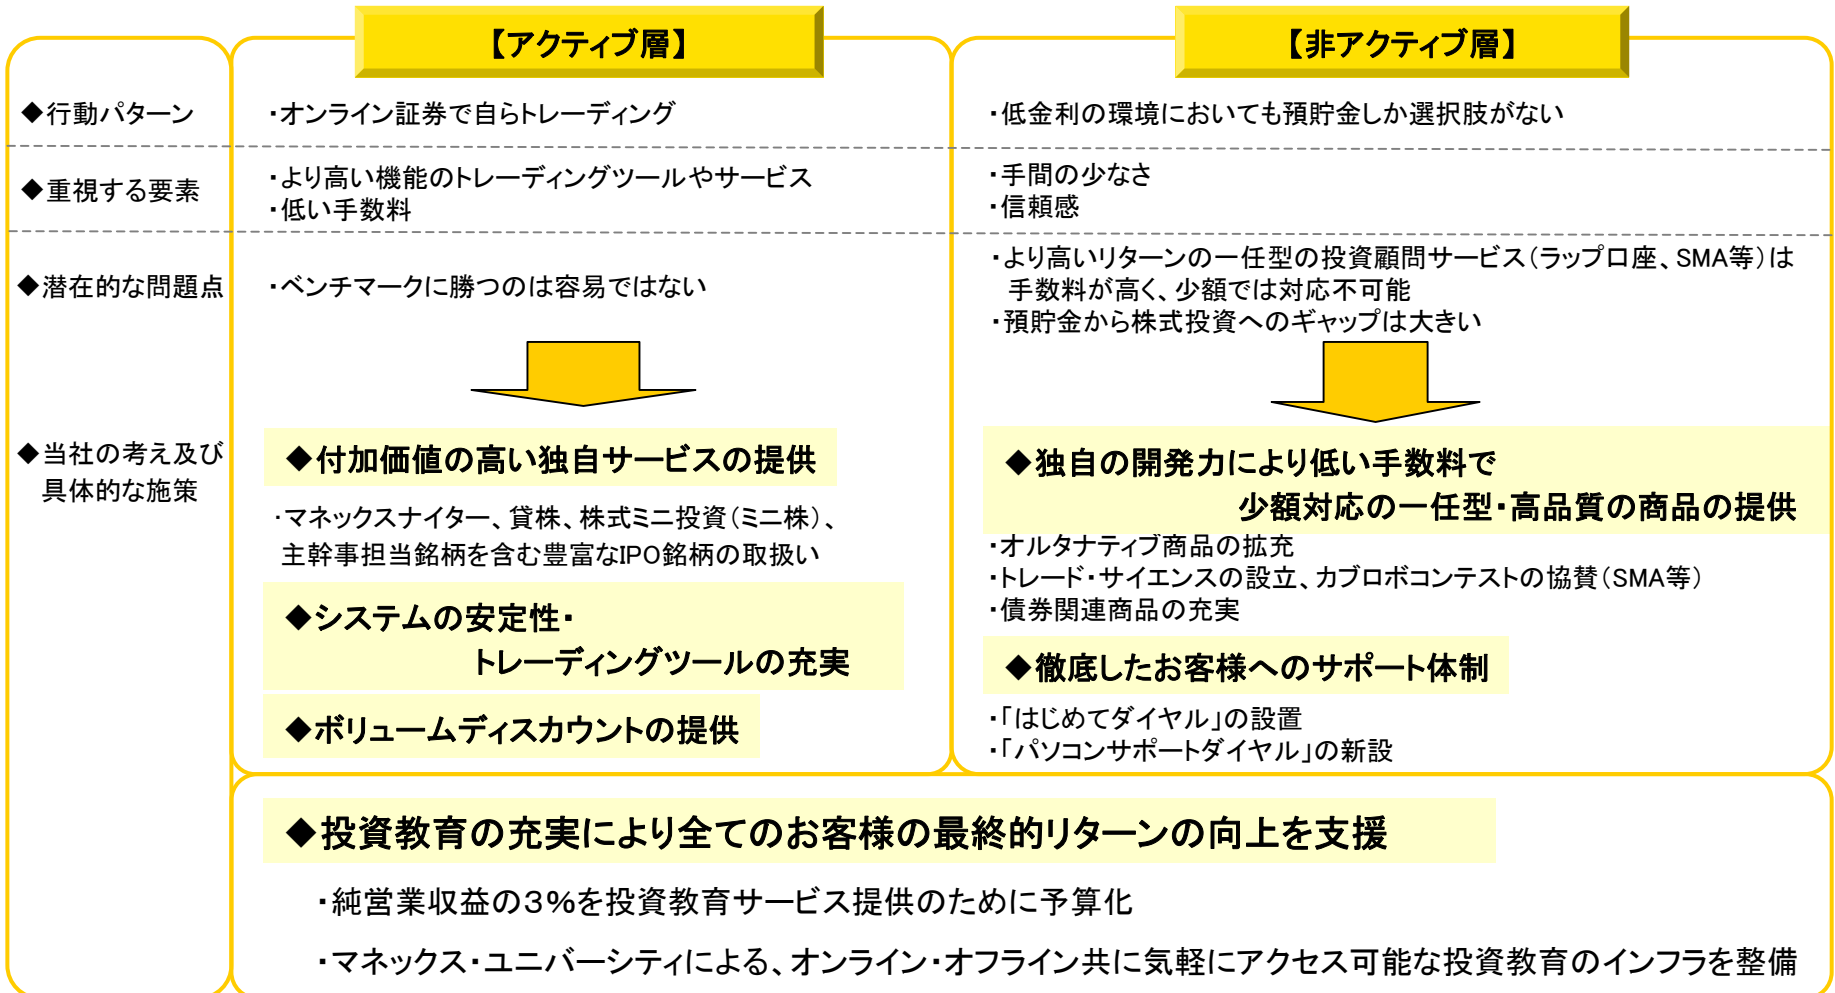 【アクティブ層】
【非アクティブ層】
◆行動パターン
・オンライン証券で自らトレーディング
・低金利の環境においても預貯金しか選択肢がない
◆重視する要素
・より高い機能のトレーディングツールやサービス
・低い手数料
・手間の少なさ
・信頼感
◆潜在的な問題点
・ベンチマークに勝つのは容易ではない
・より高いリターンの一任型の投資顧問サービス（ラップ口座、SMA等）は
手数料が高く、少額では対応不可能
・預貯金から株式投資へのギャップは大きい
◆当社の考え及び
具体的な施策
◆付加価値の高い独自サービスの提供
・マネックスナイター、貸株、株式ミニ投資（ミニ株）、
主幹事担当銘柄を含む豊富なIPO銘柄の取扱い
◆システムの安定性・
トレーディングツールの充実
◆ボリュームディスカウントの提供
◆独自の開発力により低い手数料で
少額対応の一任型・高品質の商品の提供
・オルタナティブ商品の拡充
・トレード・サイエンスの設立、カブロボコンテストの協賛（SMA等）
・債券関連商品の充実
◆徹底したお客様へのサポート体制
・「はじめてダイヤル」の設置
・「パソコンサポートダイヤル」の新設
◆投資教育の充実により全てのお客様の最終的リターンの向上を支援
・純営業収益の３％を投資教育サービス提供のために予算化
・マネックス・ユニバーシティによる、オンライン・オフライン共に気軽にアクセス可能な投資教育のインフラを整備